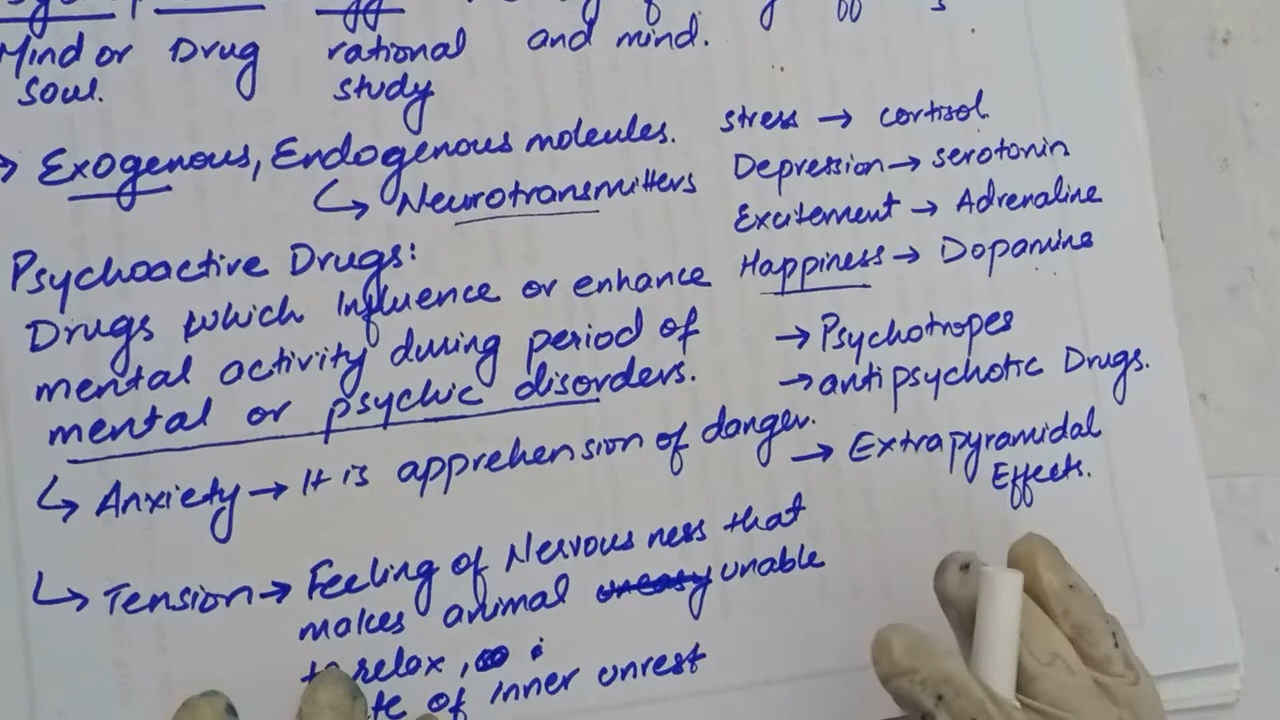 Mind or Drug rational and mind.
soul. study
→ Exogenous, Endogenous molecules.
↳ Neurotransmitters
stress → cortisol
Depression → serotonin
Excitement → Adrenaline
Happiness → Dopamine
Psychoactive Drugs:
Drugs which influence or enhance
mental activity during period of
mental or psychic disorders.
→ Psychotropes
→ antipsychotic Drugs.
→ Extrapyramidal
Effects.
↳ Anxiety → It is apprehension of danger.
↳ Tension → Feeling of Nervousness that
makes animal uneasy unable
to relax,
of inner unrest